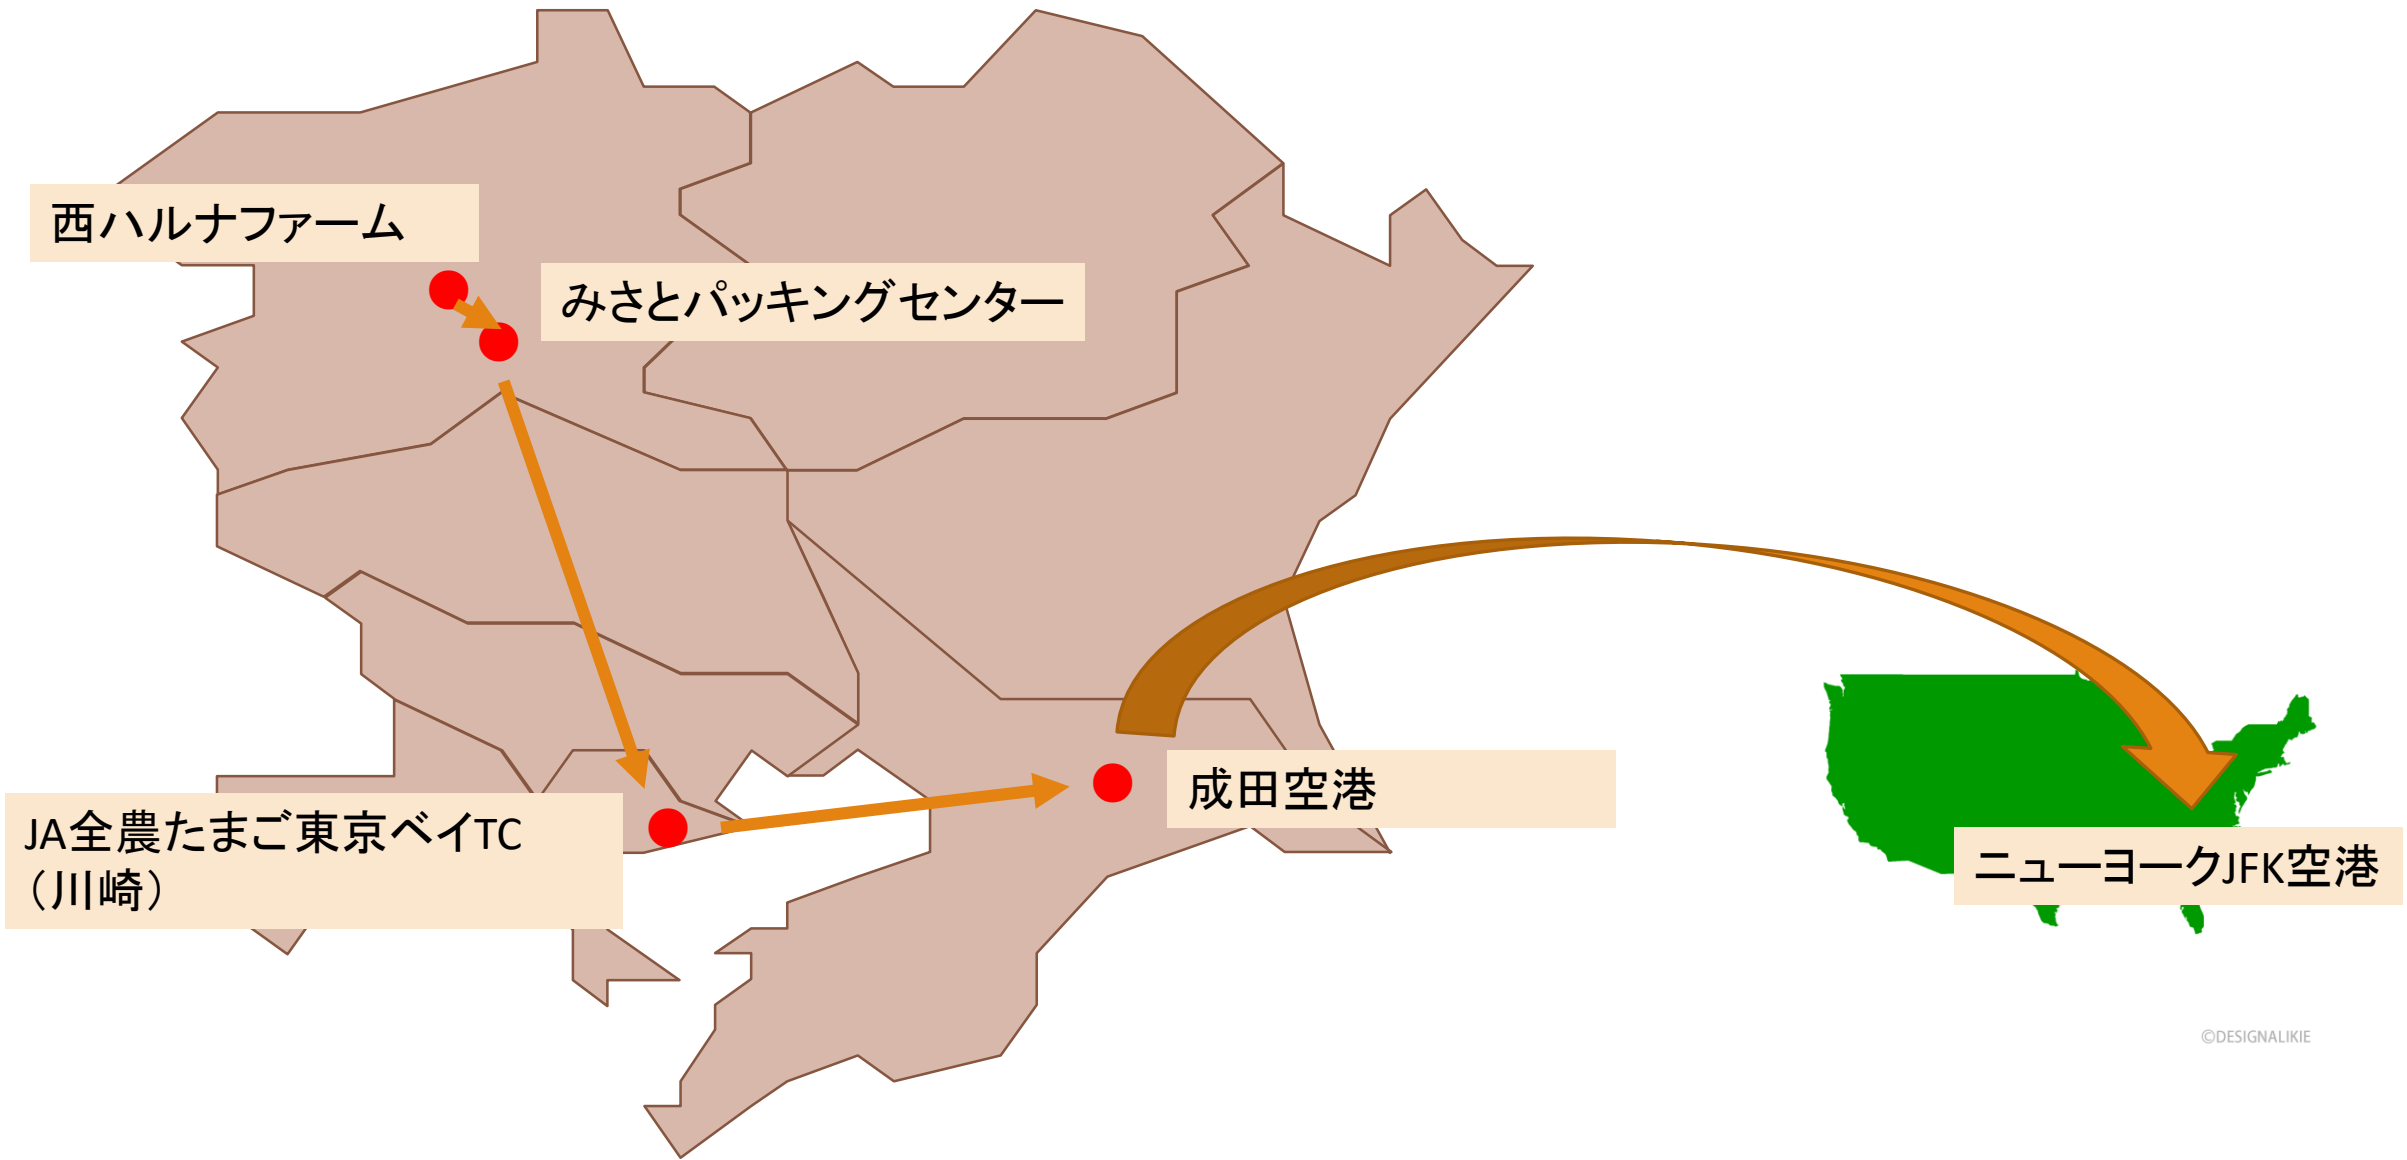 西ハルナファーム
みさとパッキングセンター
成田空港
JA全農たまご東京ベイTC
（川崎）
ニューヨークJFK空港
©DESIGNALIKIE